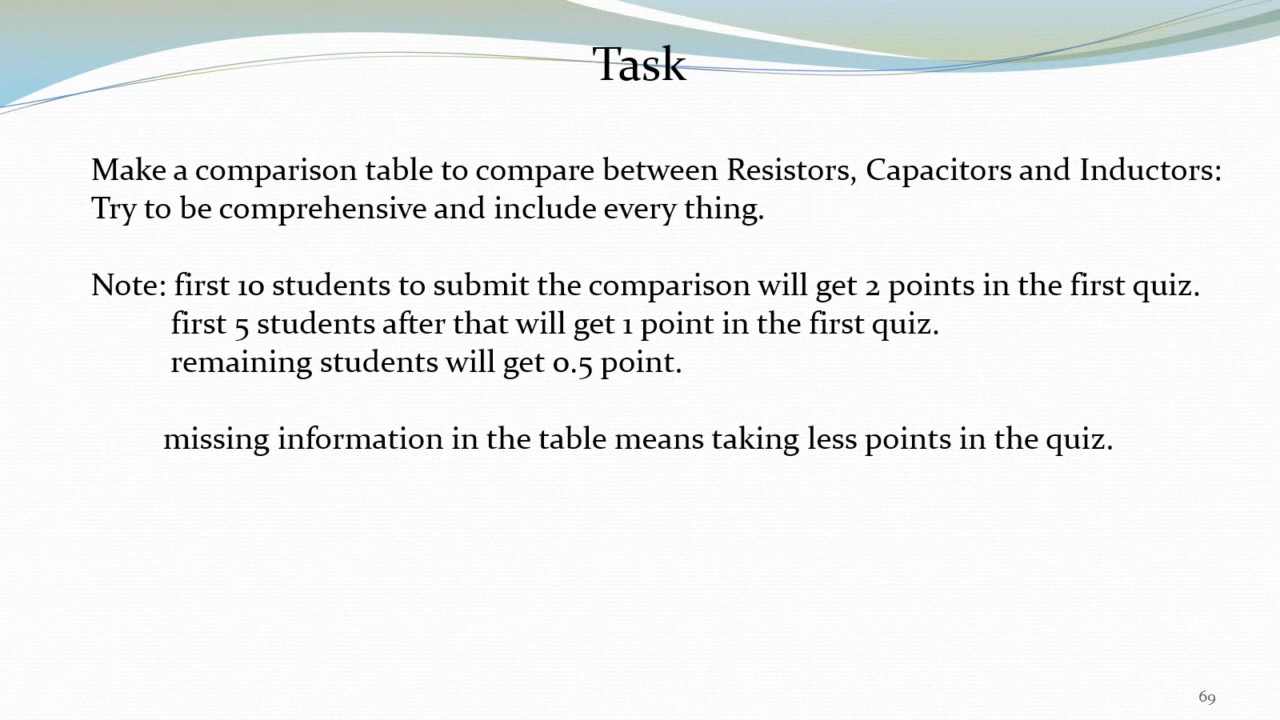 Task
Make a comparison table to compare between Resistors, Capacitors and Inductors:
Try to be comprehensive and include every thing.
Note: first 10 students to submit the comparison will get 2 points in the first quiz.
first 5 students after that will get 1 point in the first quiz.
remaining students will get 0.5 point.
missing information in the table means taking less points in the quiz.
69